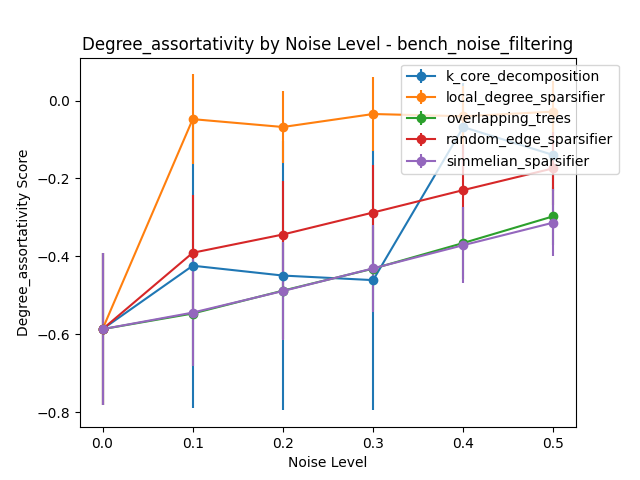 Degree_assortativity by Noise Level - bench_noise_filtering
k_core_decomposition
local_degree_sparsifier
overlapping_trees
random_edge_sparsifier
simmelian_sparsifier
Degree_assortativity Score
0.0
−0.2
−0.4
−0.6
−0.8
0.0 0.1 0.2 0.3 0.4 0.5
Noise Level